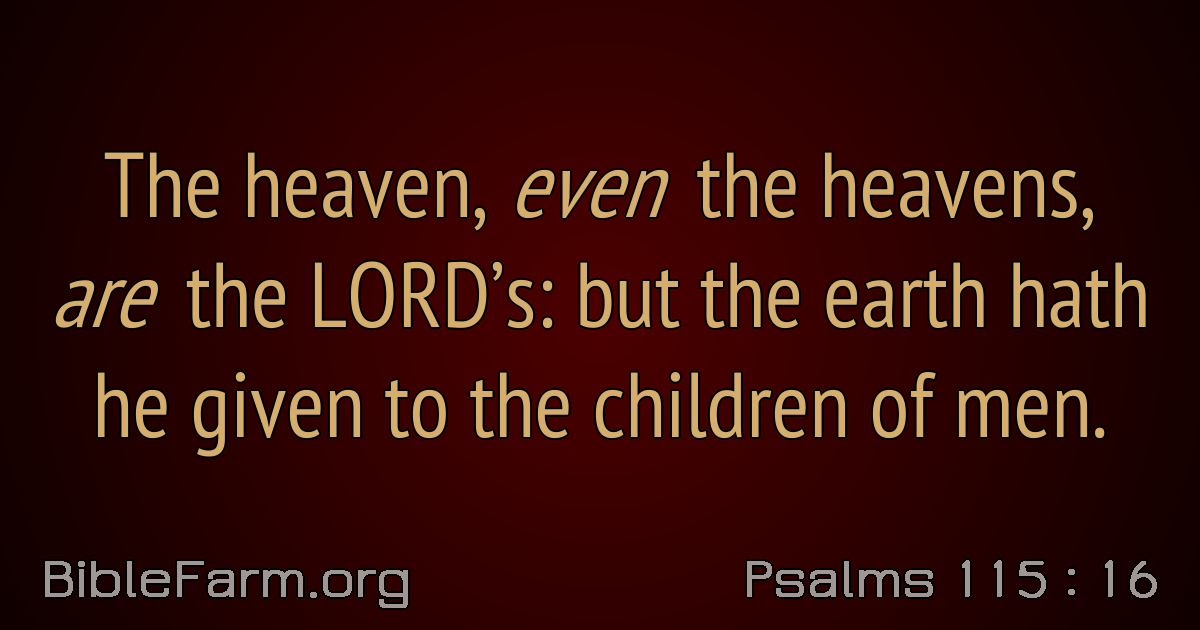 The heaven, even the heavens,
are the LORD’s: but the earth hath
he given to the children of men.
BibleFarm.org
Psalms 115 : 16